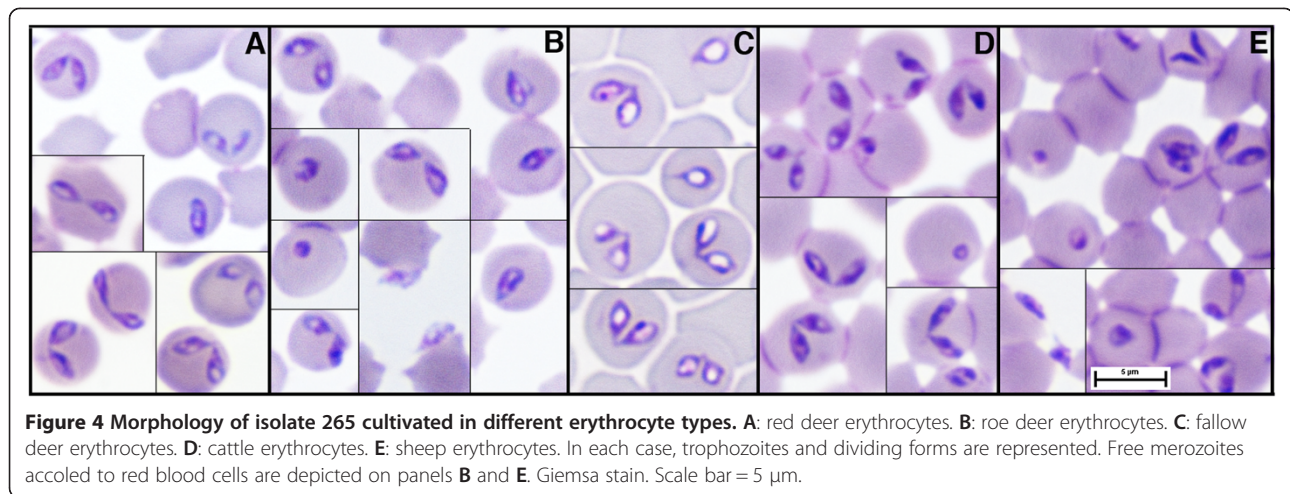 A B C D E
5 µm
Figure 4 Morphology of isolate 265 cultivated in different erythrocyte types. A: red deer erythrocytes. B: roe deer erythrocytes. C: fallow
deer erythrocytes. D: cattle erythrocytes. E: sheep erythrocytes. In each case, trophozoites and dividing forms are represented. Free merozoites
accoled to red blood cells are depicted on panels B and E. Giemsa stain. Scale bar = 5 µm.